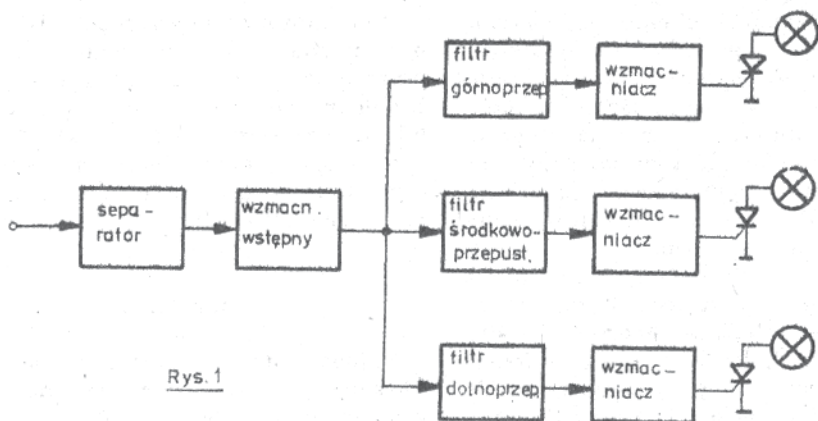 filtr
górnoprzep.
wzmac-
niacz
sepa-
rator
wzmacn.
wstępny
filtr
środkowo-
przepust.
wzmac-
niacz
filtr
dolnoprzep.
wzmac-
niacz
Rys. 1